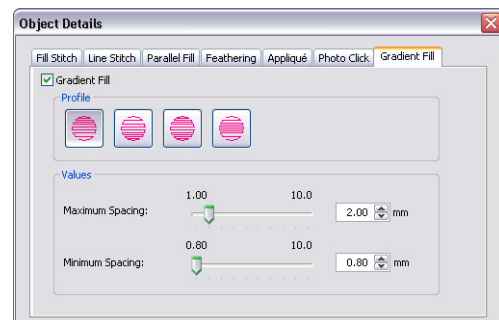 Object Details
Fill Stitch Line Stitch Parallel Fill Feathering Appliqué Photo Click Gradient Fill
Gradient Fill
Profile
Values
1.00 10.0
Maximum Spacing: 2.00 mm
0.80 10.0
Minimum Spacing: 0.80 mm